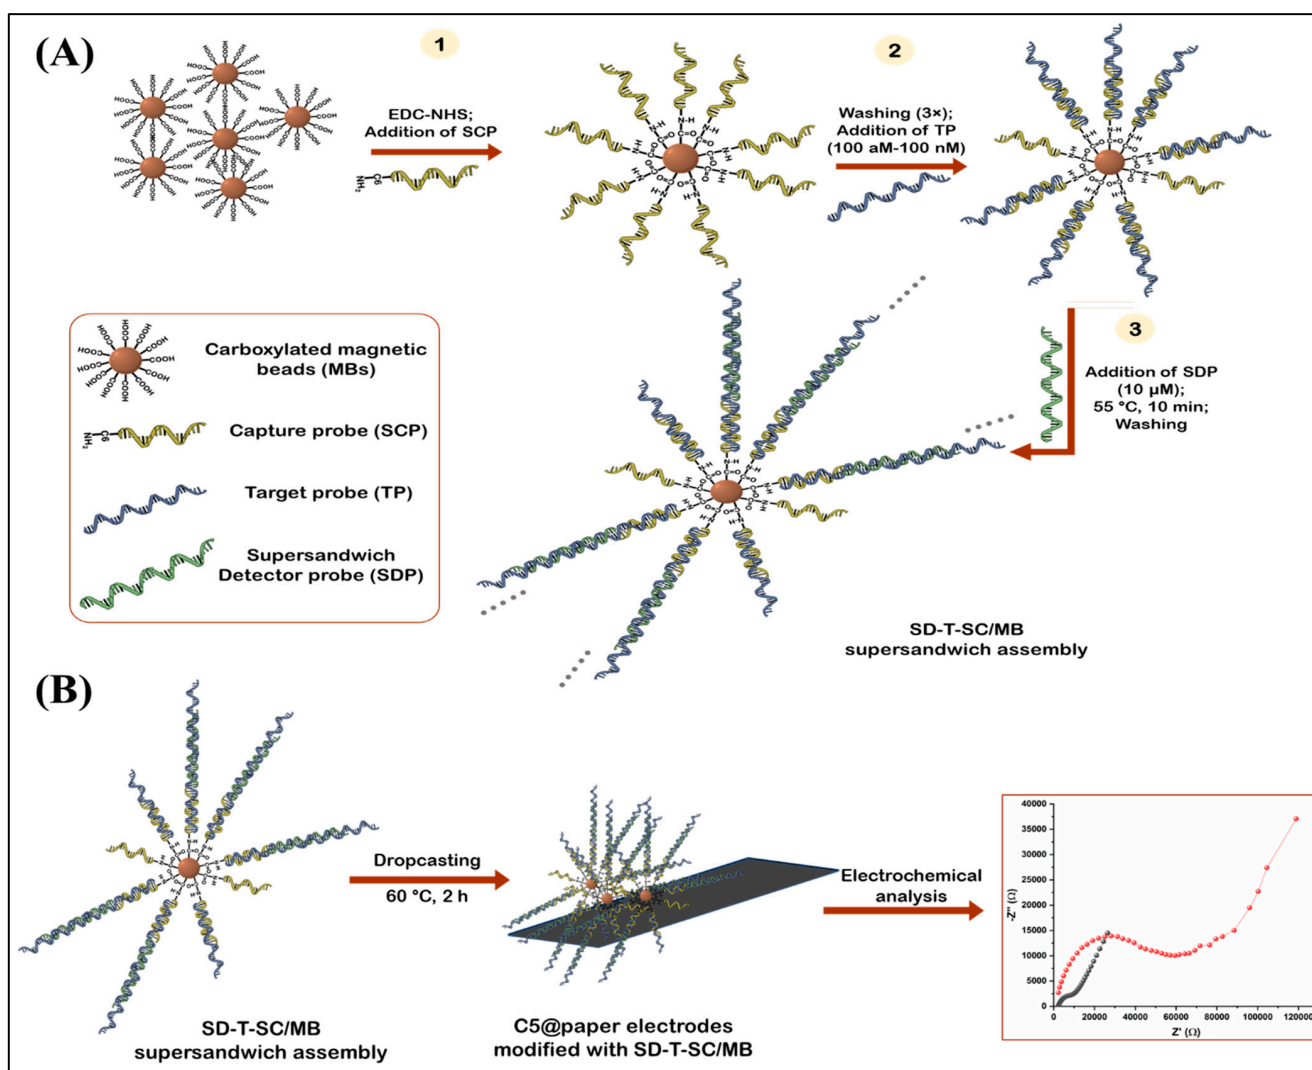 (A)
1
EDC-NHS;
Addition of SCP
NH₂
C6
2
Washing (3×);
Addition of TP
(100 aM-100 nM)
3
Addition of SDP
(10 µM);
55 °C, 10 min;
Washing
Carboxylated magnetic
beads (MBs)
NH₂
C6
Capture probe (SCP)
Target probe (TP)
Supersandwich
Detector probe (SDP)
SD-T-SC/MB
supersandwich assembly
(B)
Dropcasting
60 °C, 2 h
Electrochemical
analysis
SD-T-SC/MB
supersandwich assembly
C5@paper electrodes
modified with SD-T-SC/MB
-Z'' (Ω)
40000
35000
30000
25000
20000
15000
10000
5000
0
0 20000 40000 60000 80000 100000 120000
Z' (Ω)